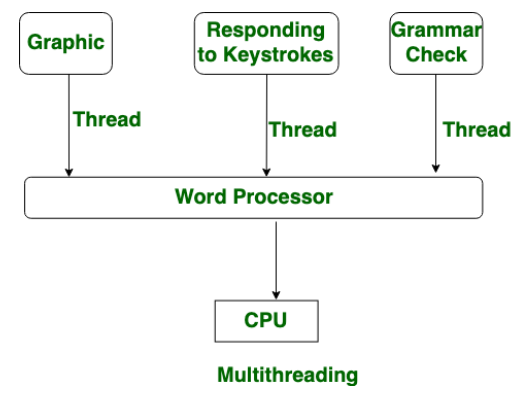 Graphic
Responding
to Keystrokes
Grammar
Check
Thread
Thread
Thread
Word Processor
CPU
Multithreading